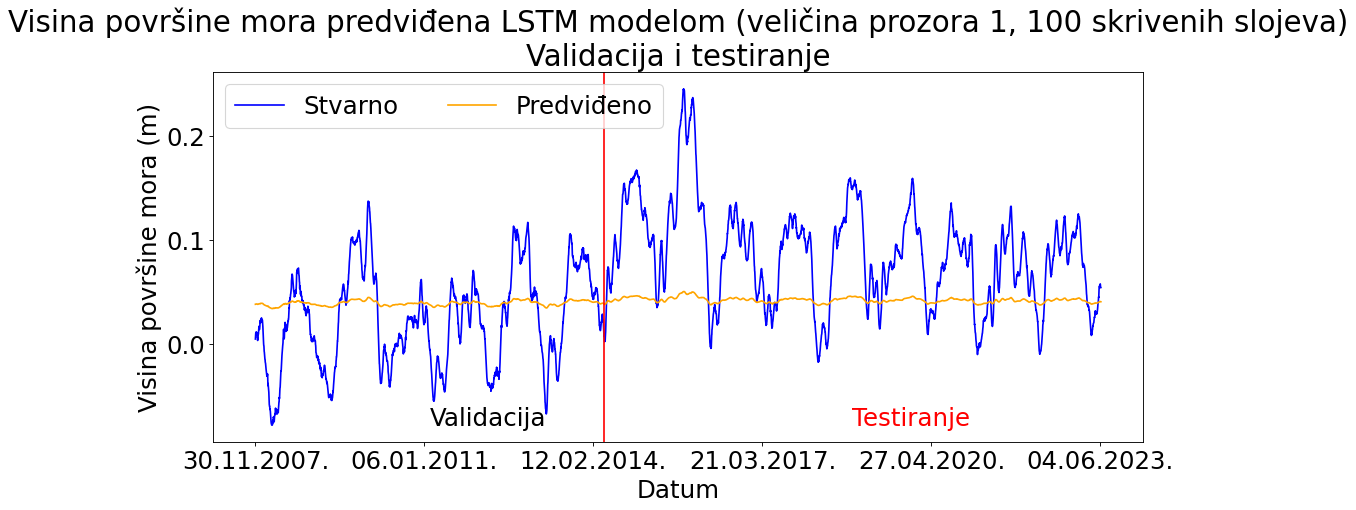 Visina površine mora predviđena LSTM modelom (veličina prozora 1, 100 skrivenih slojeva)
Validacija i testiranje
Stvarno
Predviđeno
Visina površine mora (m)
0.2
0.1
0.0
Validacija
Testiranje
30.11.2007.
06.01.2011.
12.02.2014.
21.03.2017.
27.04.2020.
04.06.2023.
Datum